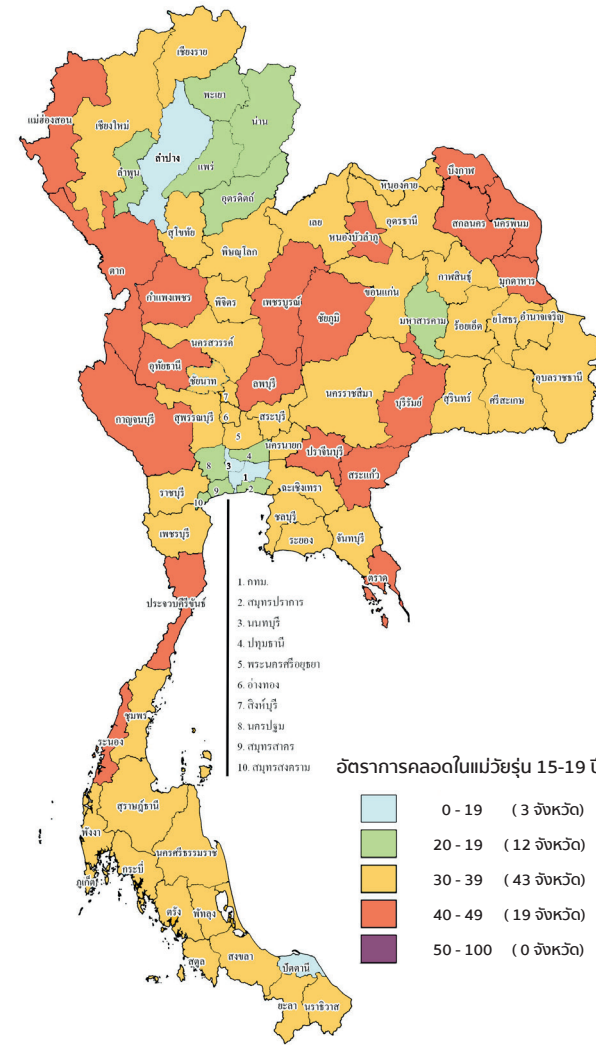 เชียงราย
พะเยา
แม่ฮ่องสอน
เชียงใหม่
น่าน
ลำปาง
แพร่
ลำพูน
อุตรดิตถ์
บึงกาฬ
หนองคาย
สุโขทัย
เลย
อุดรธานี
สกลนคร
นครพนม
หนองบัวลำภู
พิษณุโลก
ตาก
กาฬสินธุ์
มุกดาหาร
กำแพงเพชร
พิจิตร
เพชรบูรณ์
ชัยภูมิ
ขอนแก่น
มหาสารคาม
ร้อยเอ็ด
ยโสธร
อำนาจเจริญ
นครสวรรค์
อุทัยธานี
ชัยนาท
ลพบุรี
อุบลราชธานี
นครราชสีมา
บุรีรัมย์
สุรินทร์
ศรีสะเกษ
กาญจนบุรี
สุพรรณบุรี
7
6
สระบุรี
5
นครนายก
ปราจีนบุรี
4
8
3
1
สระแก้ว
ราชบุรี
9
2
10
ฉะเชิงเทรา
ชลบุรี
เพชรบุรี
ระยอง
จันทบุรี
ตราด
ประจวบคีรีขันธ์
1. กทม.
2. สมุทรปราการ
3. นนทบุรี
4. ปทุมธานี
5. พระนครศรีอยุธยา
6. อ่างทอง
7. สิงห์บุรี
8. นครปฐม
9. สมุทรสาคร
10. สมุทรสงคราม
ชุมพร
ระนอง
สุราษฎ์ธานี
พังงา
นครศรีธรรมราช
ภูเก็ต
กระบี่
ตรัง
พัทลุง
สตูล
สงขลา
ปัตตานี
ยะลา
นราธิวาส
อัตราการคลอดในแม่วัยรุ่น 15-19 ปี
0 - 19 ( 3 จังหวัด)
20 - 19 ( 12 จังหวัด)
30 - 39 ( 43 จังหวัด)
40 - 49 ( 19 จังหวัด)
50 - 100 ( 0 จังหวัด)